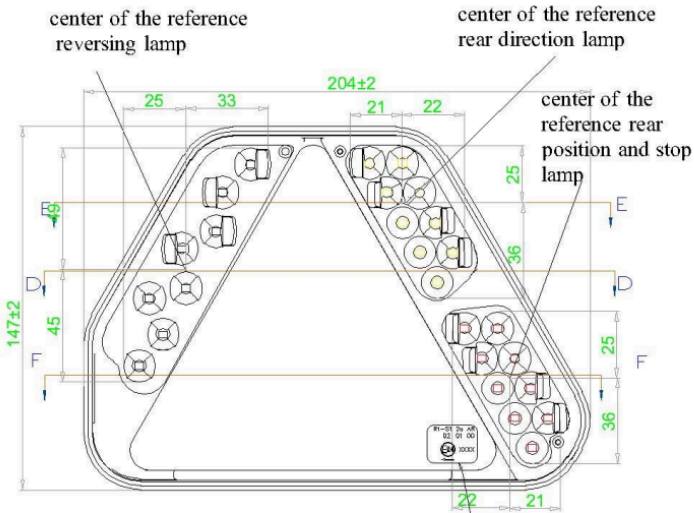 center of the reference
reversing lamp
center of the reference
rear direction lamp
center of the
reference rear
position and stop
lamp
204±2
25
33
21
22
25
E
49
E
36
D
D
147±2
45
25
F
F
36
XXXX
22
21